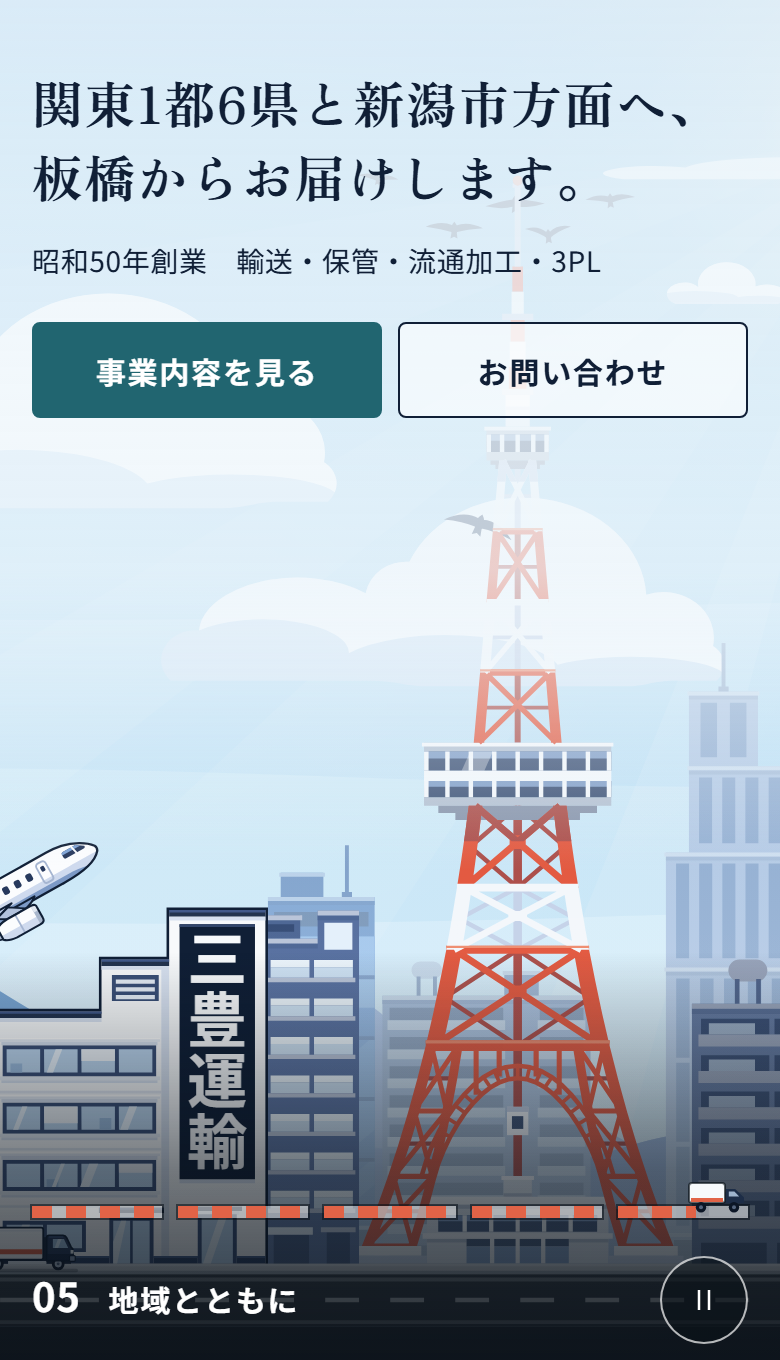 関東1都6県と新潟市方面へ、
板橋からお届けします。
昭和50年創業　輸送・保管・流通加工・3PL
事業内容を見る
お問い合わせ
三豊運輸
05 地域とともに